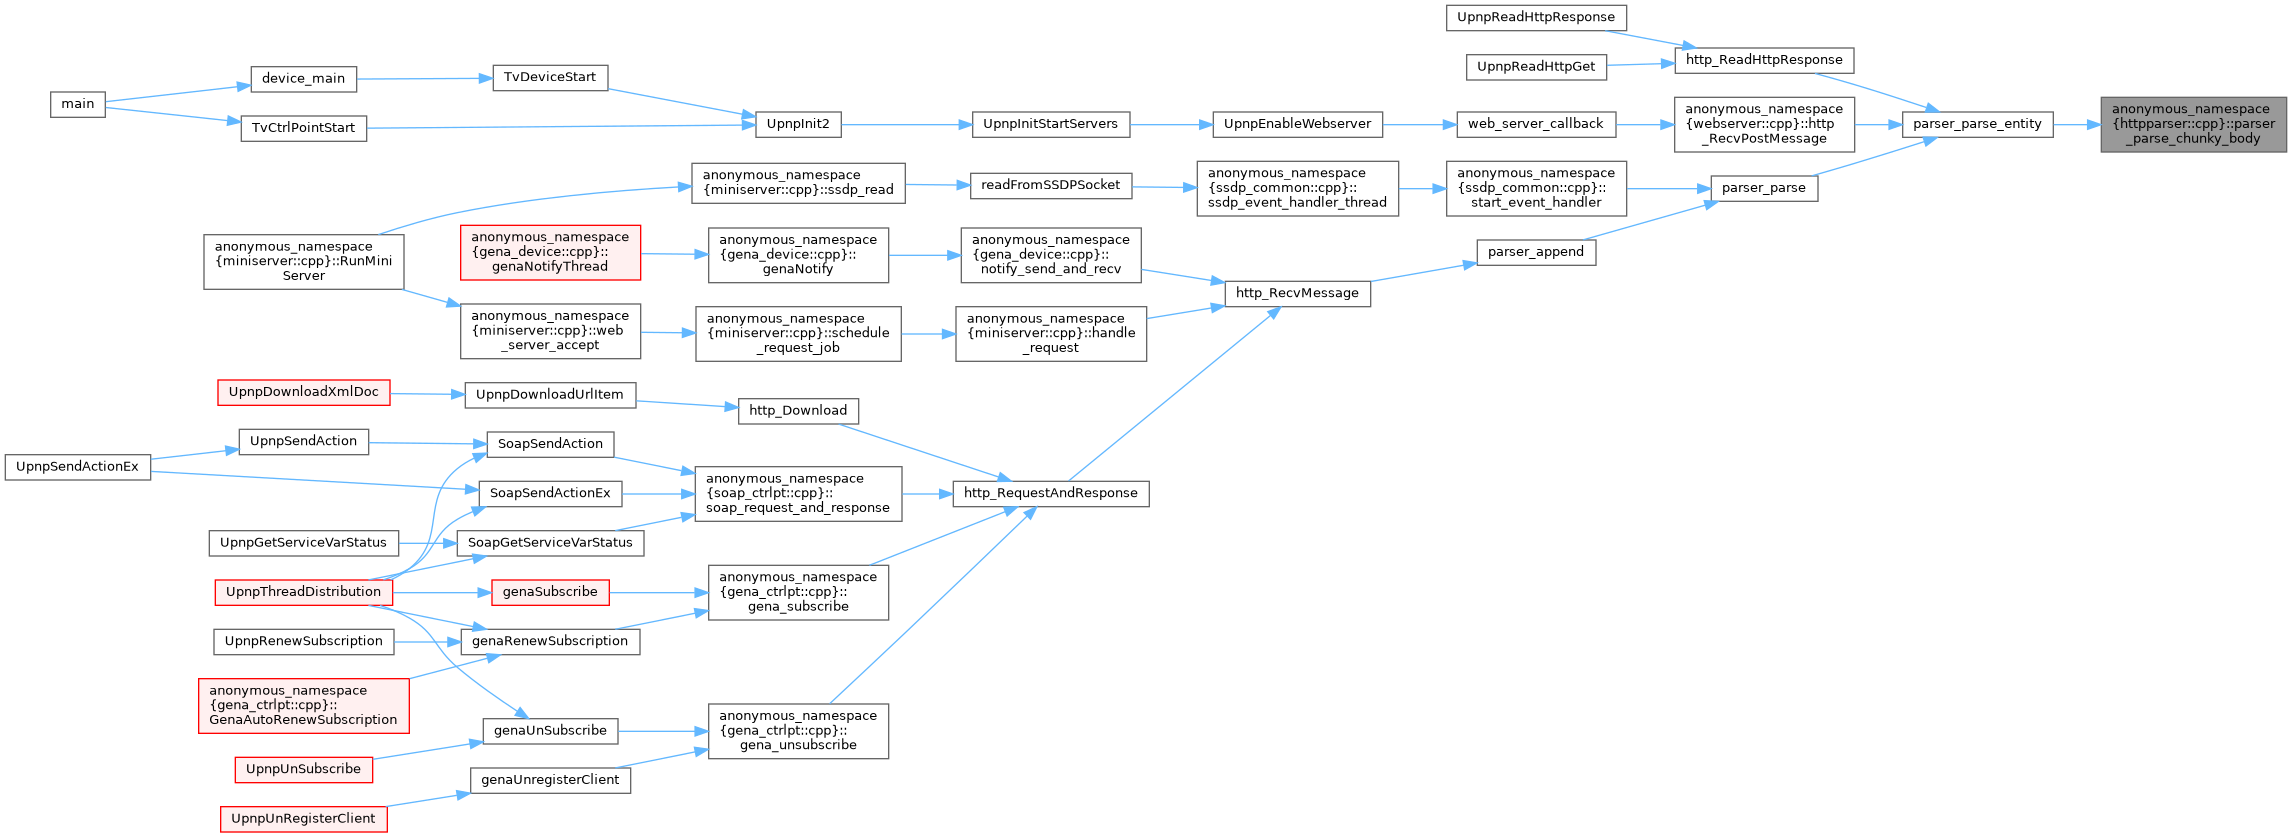 UpnpReadHttpResponse
http_ReadHttpResponse
UpnpReadHttpGet
device_main
TvDeviceStart
main
TvCtrlPointStart
UpnpInit2
UpnpInitStartServers
UpnpEnableWebserver
web_server_callback
anonymous_namespace
{webserver::cpp}::http
_RecvPostMessage
parser_parse_entity
anonymous_namespace
{httpparser::cpp}::parser
_parse_chunky_body
anonymous_namespace
{miniserver::cpp}::ssdp_read
readFromSSDPSocket
anonymous_namespace
{ssdp_common::cpp}::
ssdp_event_handler_thread
anonymous_namespace
{ssdp_common::cpp}::
start_event_handler
parser_parse
anonymous_namespace
{miniserver::cpp}::RunMini
Server
anonymous_namespace
{gena_device::cpp}::
genaNotifyThread
anonymous_namespace
{gena_device::cpp}::
genaNotify
anonymous_namespace
{gena_device::cpp}::
notify_send_and_recv
parser_append
http_RecvMessage
anonymous_namespace
{miniserver::cpp}::web
_server_accept
anonymous_namespace
{miniserver::cpp}::schedule
_request_job
anonymous_namespace
{miniserver::cpp}::handle
_request
UpnpDownloadXmlDoc
UpnpDownloadUrlItem
http_Download
UpnpSendAction
SoapSendAction
UpnpSendActionEx
SoapSendActionEx
anonymous_namespace
{soap_ctrlpt::cpp}::
soap_request_and_response
http_RequestAndResponse
UpnpGetServiceVarStatus
SoapGetServiceVarStatus
UpnpThreadDistribution
genaSubscribe
anonymous_namespace
{gena_ctrlpt::cpp}::
gena_subscribe
UpnpRenewSubscription
genaRenewSubscription
anonymous_namespace
{gena_ctrlpt::cpp}::
GenaAutoRenewSubscription
genaUnSubscribe
anonymous_namespace
{gena_ctrlpt::cpp}::
gena_unsubscribe
UpnpUnSubscribe
genaUnregisterClient
UpnpUnRegisterClient